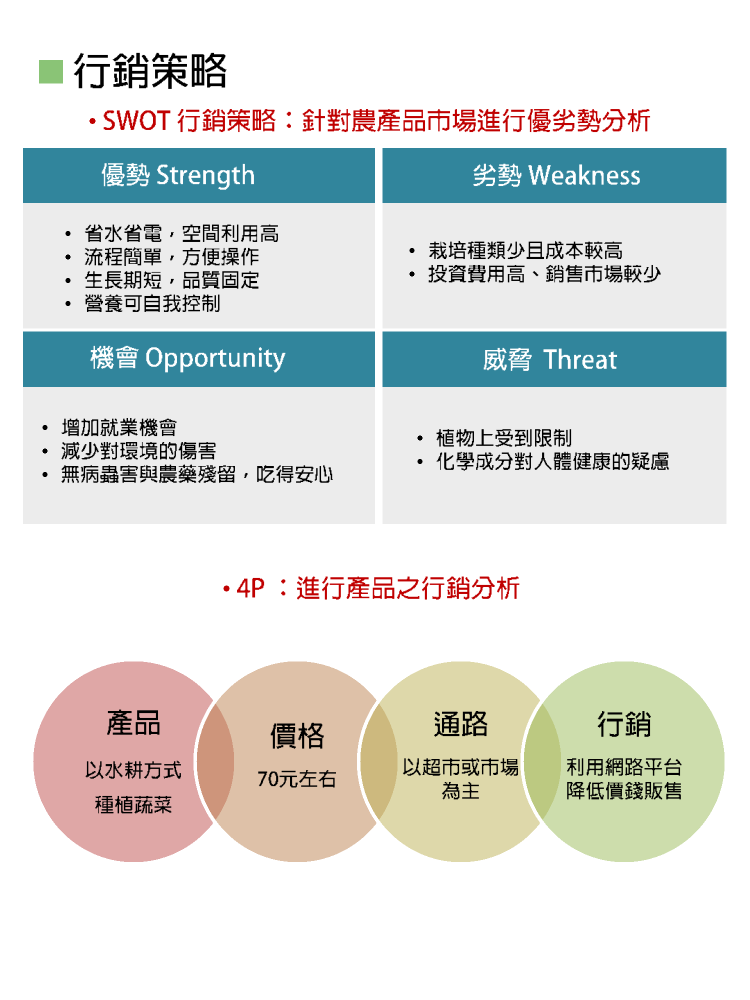 行銷策略
• SWOT 行銷策略：針對農產品市場進行優劣勢分析
優勢 Strength
• 省水省電，空間利用高
• 流程簡單，方便操作
• 生長期短，品質固定
• 營養可自我控制
劣勢 Weakness
• 栽培種類少且成本較高
• 投資費用高、銷售市場較少
機會 Opportunity
• 增加就業機會
• 減少對環境的傷害
• 無病蟲害與農藥殘留，吃得安心
威脅 Threat
• 植物上受到限制
• 化學成分對人體健康的疑慮
• 4P ：進行產品之行銷分析
產品
以水耕方式
種植蔬菜
價格
70元左右
通路
以超市或市場
為主
行銷
利用網路平台
降低價錢販售